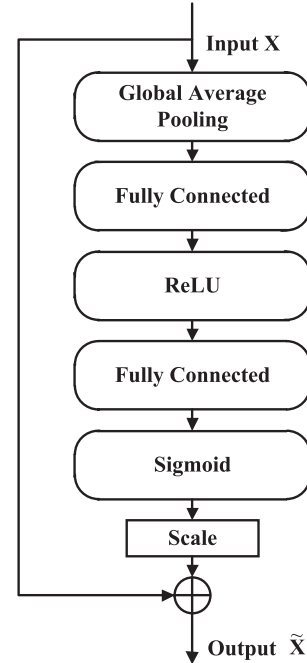 Input X
Global Average
Pooling
Fully Connected
ReLU
Fully Connected
Sigmoid
Scale
Output X̃